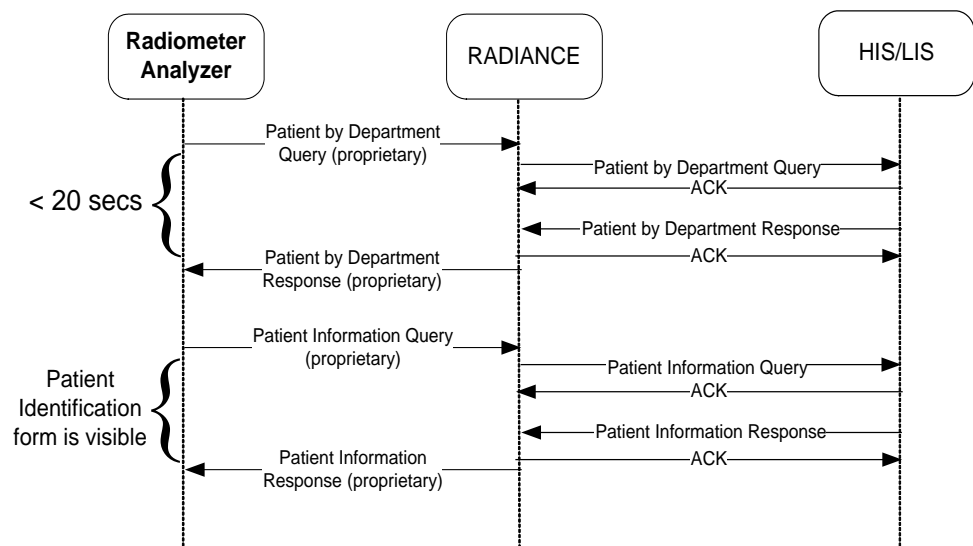 Radiometer
Analyzer
RADIANCE
HIS/LIS
Patient by Department
Query (proprietary)
Patient by Department Query
ACK
< 20 secs
Patient by Department Response
ACK
Patient by Department
Response (proprietary)
Patient Information Query
(proprietary)
Patient Information Query
ACK
Patient
Identification
form is visible
Patient Information Response
ACK
Patient Information
Response (proprietary)